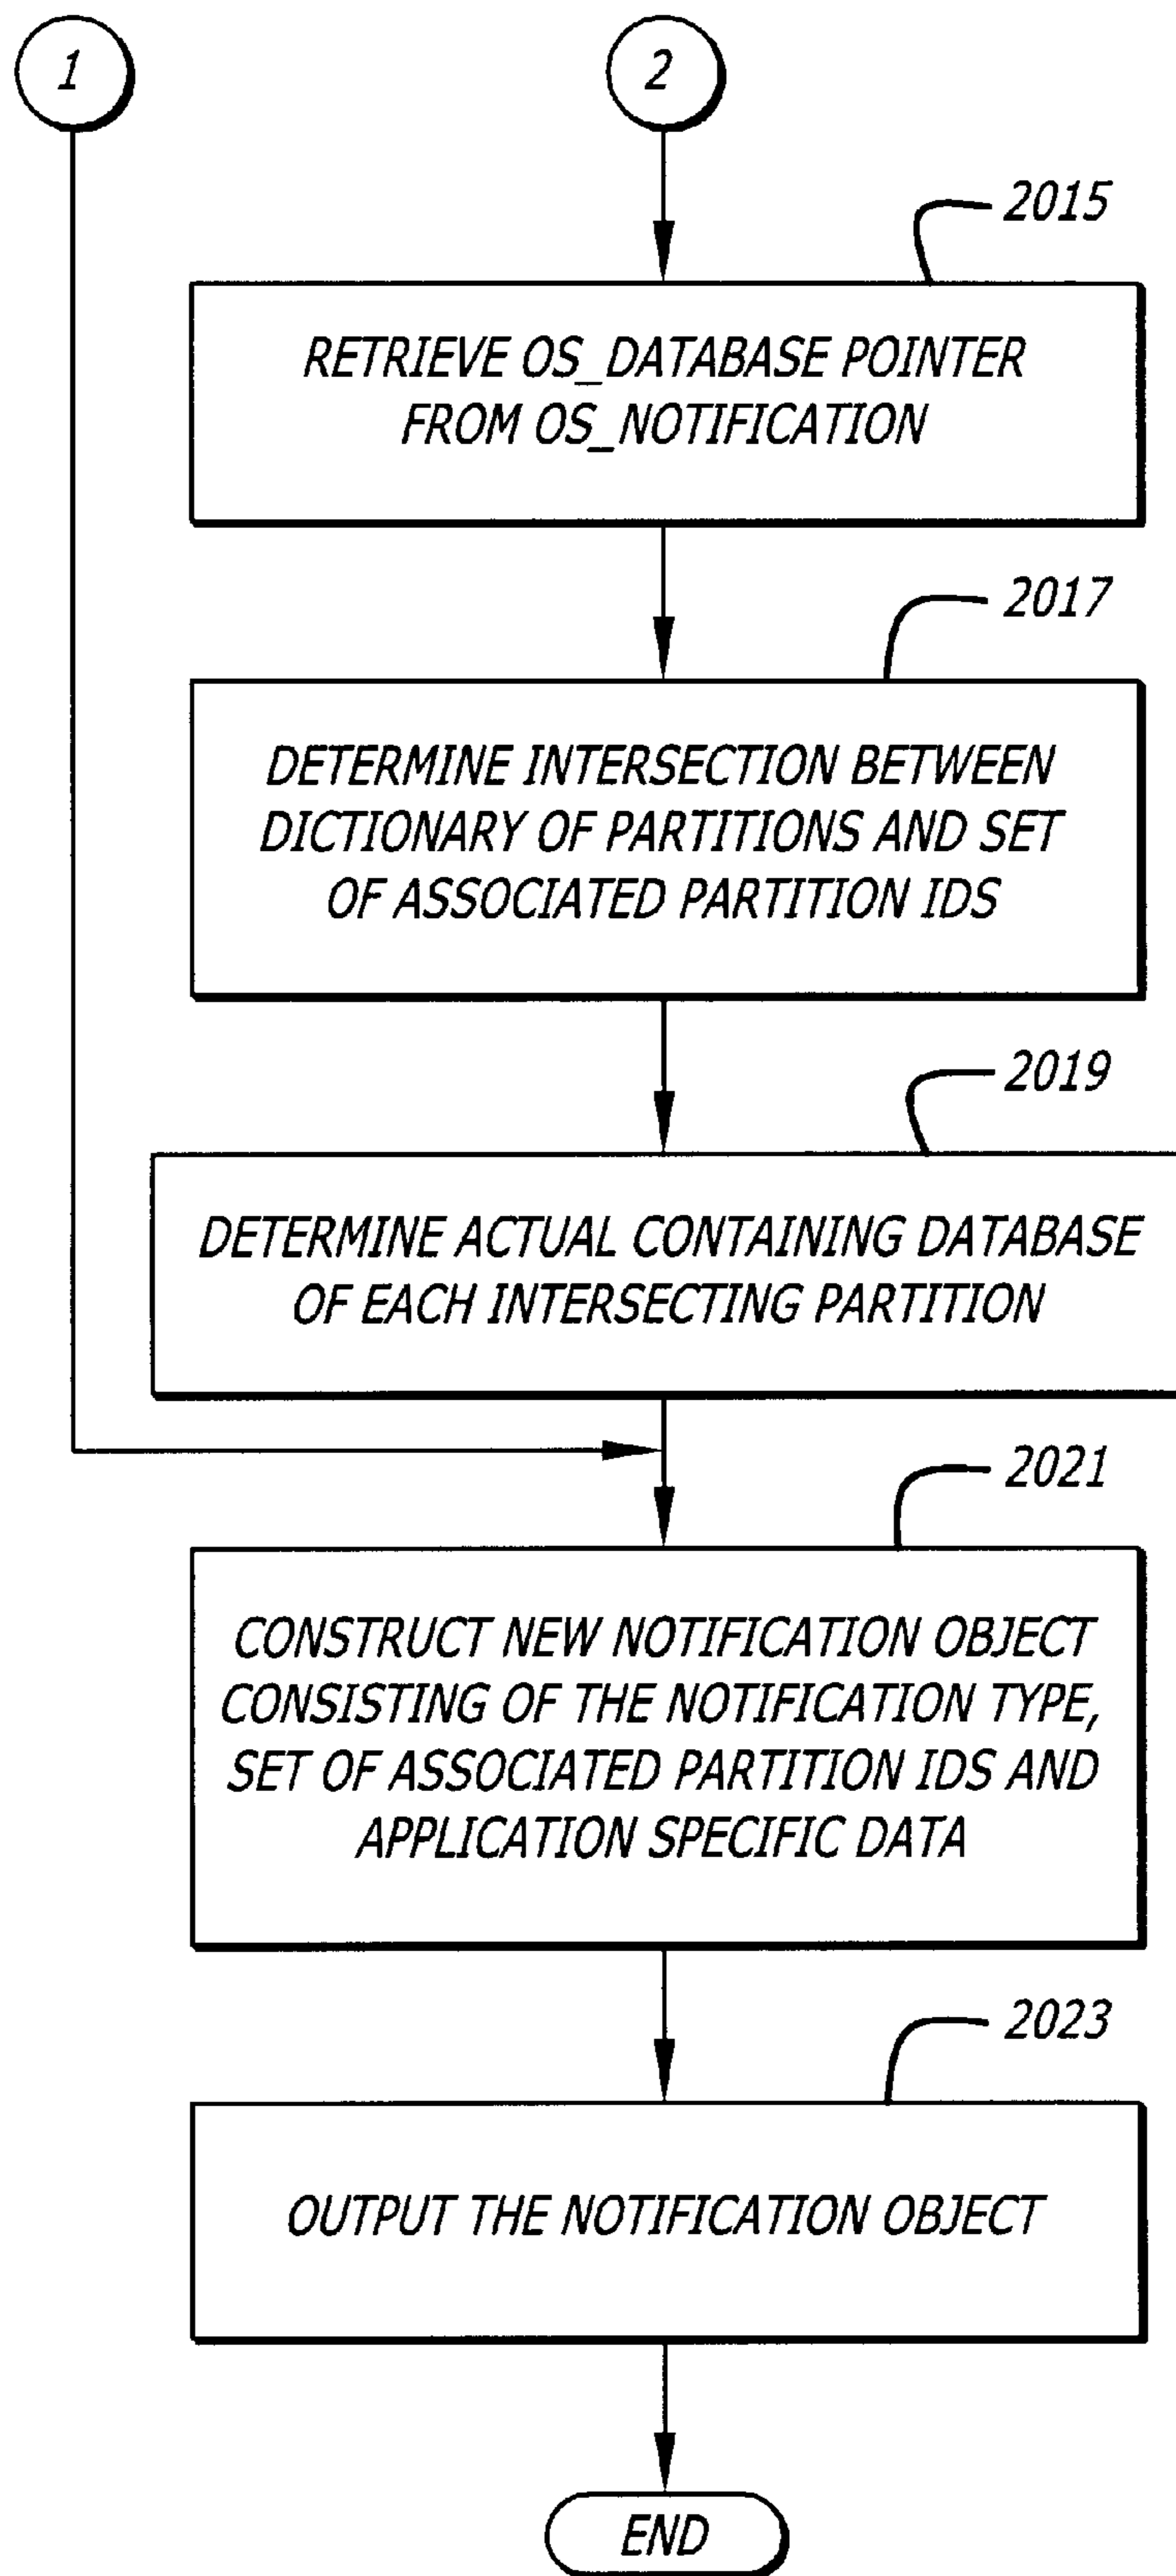 1
2
2015
RETRIEVE OS_DATABASE POINTER
FROM OS_NOTIFICATION
2017
DETERMINE INTERSECTION BETWEEN
DICTIONARY OF PARTITIONS AND SET
OF ASSOCIATED PARTITION IDS
2019
DETERMINE ACTUAL CONTAINING DATABASE
OF EACH INTERSECTING PARTITION
2021
CONSTRUCT NEW NOTIFICATION OBJECT
CONSISTING OF THE NOTIFICATION TYPE,
SET OF ASSOCIATED PARTITION IDS AND
APPLICATION SPECIFIC DATA
2023
OUTPUT THE NOTIFICATION OBJECT
END